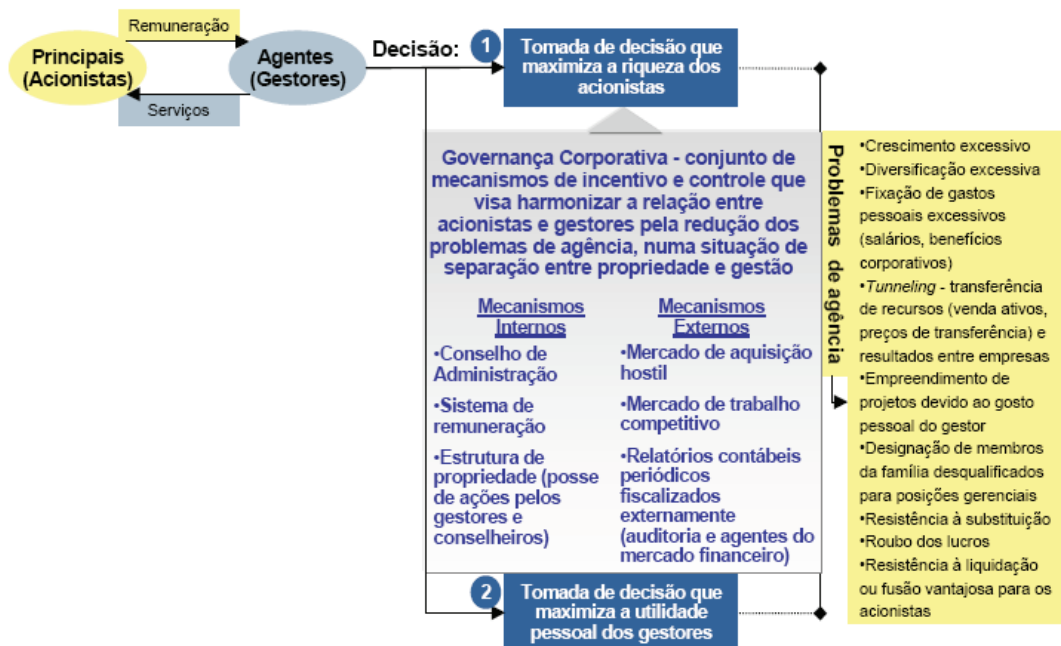 Remuneração
Principais
(Acionistas)
Agentes
(Gestores)
Serviços
Decisão:
1
Tomada de decisão que
maximiza a riqueza dos
acionistas
Governança Corporativa - conjunto de
mecanismos de incentivo e controle que
visa harmonizar a relação entre
acionistas e gestores pela redução dos
problemas de agência, numa situação de
separação entre propriedade e gestão
Mecanismos
Internos
•Conselho de
Administração
•Sistema de
remuneração
•Estrutura de
propriedade (posse
de ações pelos
gestores e
conselheiros)
Mecanismos
Externos
•Mercado de aquisição
hostil
•Mercado de trabalho
competitivo
•Relatórios contábeis
periódicos
fiscalizados
externamente
(auditoria e agentes do
mercado financeiro)
2
Tomada de decisão que
maximiza a utilidade
pessoal dos gestores
Problemas de agência
•Crescimento excessivo
•Diversificação excessiva
•Fixação de gastos
pessoais excessivos
(salários, benefícios
corporativos)
•Tunneling - transferência
de recursos (venda ativos,
preços de transferência) e
resultados entre empresas
•Empreendimento de
projetos devido ao gosto
pessoal do gestor
•Designação de membros
da família desqualificados
para posições gerenciais
•Resistência à substituição
•Roubo dos lucros
•Resistência à liquidação
ou fusão vantajosa para os
acionistas